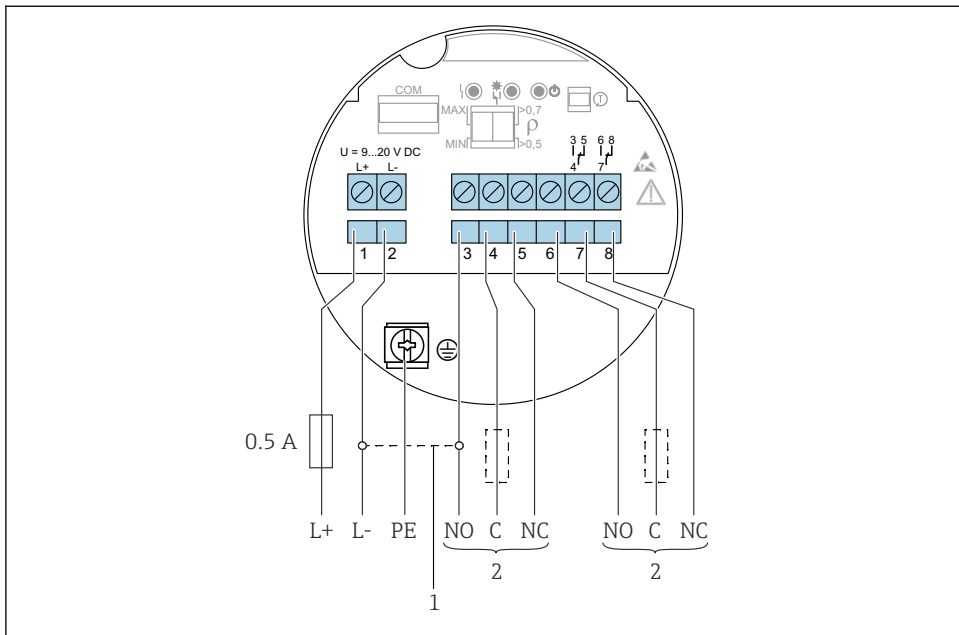 COM
MAX >0,7
ρ
MIN >0,5
U = 9...20 V DC
L+ L-
3 5
4
6 8
7
1 2 3 4 5 6 7 8
0.5 A
L+ L- PE NO C NC NO C NC
2 2
1